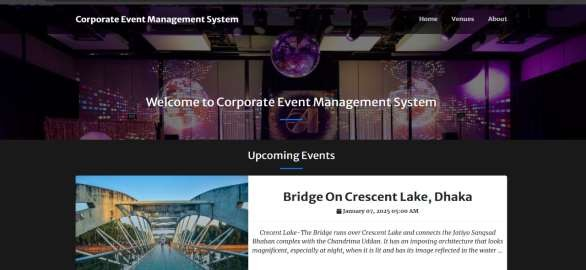 Corporate Event Management System
Home Venues About
Welcome to Corporate Event Management System
Upcoming Events
Bridge On Crescent Lake, Dhaka
January 07, 2025 05:00 AM
Crecent Lake-The Bridge runs over Crescent Lake and connects the Jatiyo Sangsad
Bhaban complex with the Chandrima Uddan. It has an imposing architecture that looks
magnificent, especially at night, when it is lit and has its image reflected in the water ...